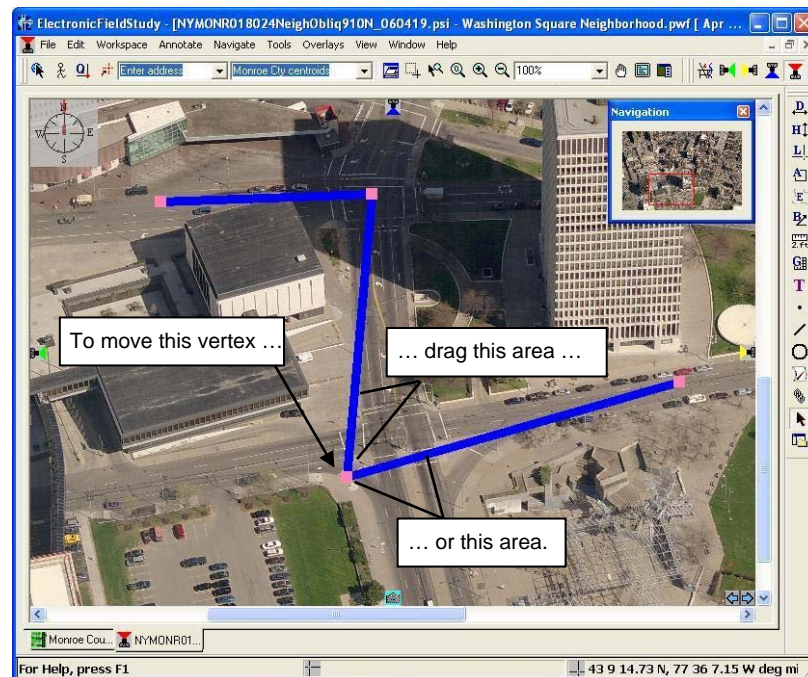 ElectronicFieldStudy - [NYMONR018024NeighObliq910N_060419.psi - Washington Square Neighborhood.pwf [ Apr ...
File Edit Workspace Annotate Navigate Tools Overlays View Window Help
Enter address Monroe Cty centroids 100%
Navigation
N
W E
S
To move this vertex …
… drag this area …
… or this area.
D
H
L
A
E
B
2.ft
G
T
Monroe Cou... NYMONR01...
For Help, press F1
43 9 14.73 N, 77 36 7.15 W deg mi